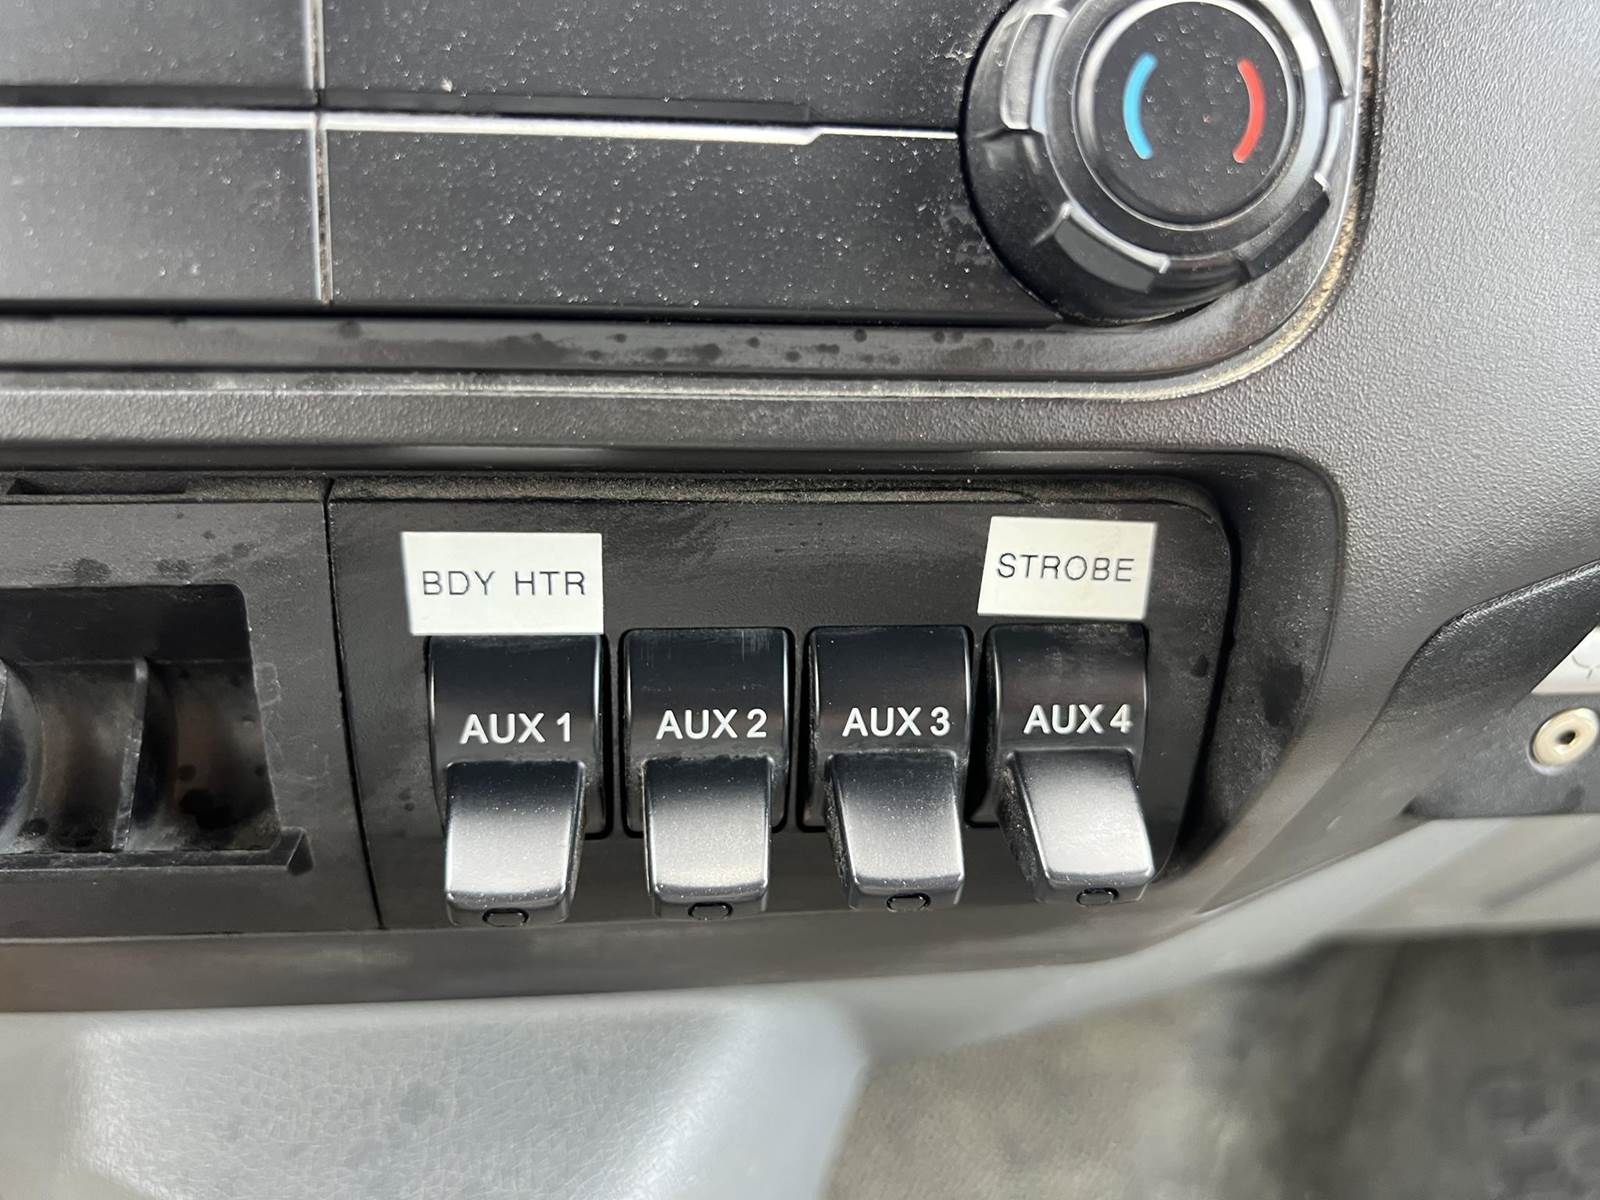 BDY HTR
STROBE
AUX 1
AUX 2
AUX 3
AUX 4